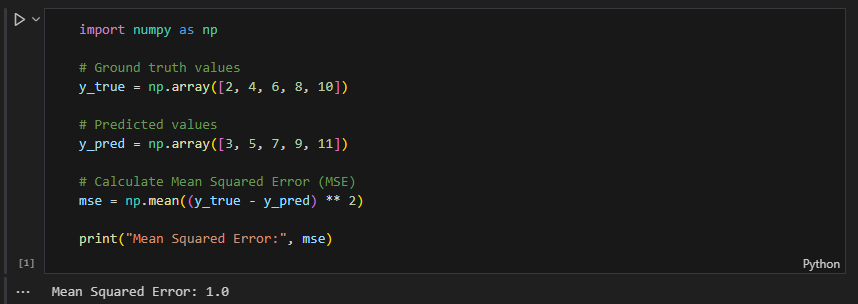 import numpy as np
# Ground truth values
y_true = np.array([2, 4, 6, 8, 10])
# Predicted values
y_pred = np.array([3, 5, 7, 9, 11])
# Calculate Mean Squared Error (MSE)
mse = np.mean((y_true - y_pred) ** 2)
print("Mean Squared Error:", mse)
[1]
Python
... Mean Squared Error: 1.0